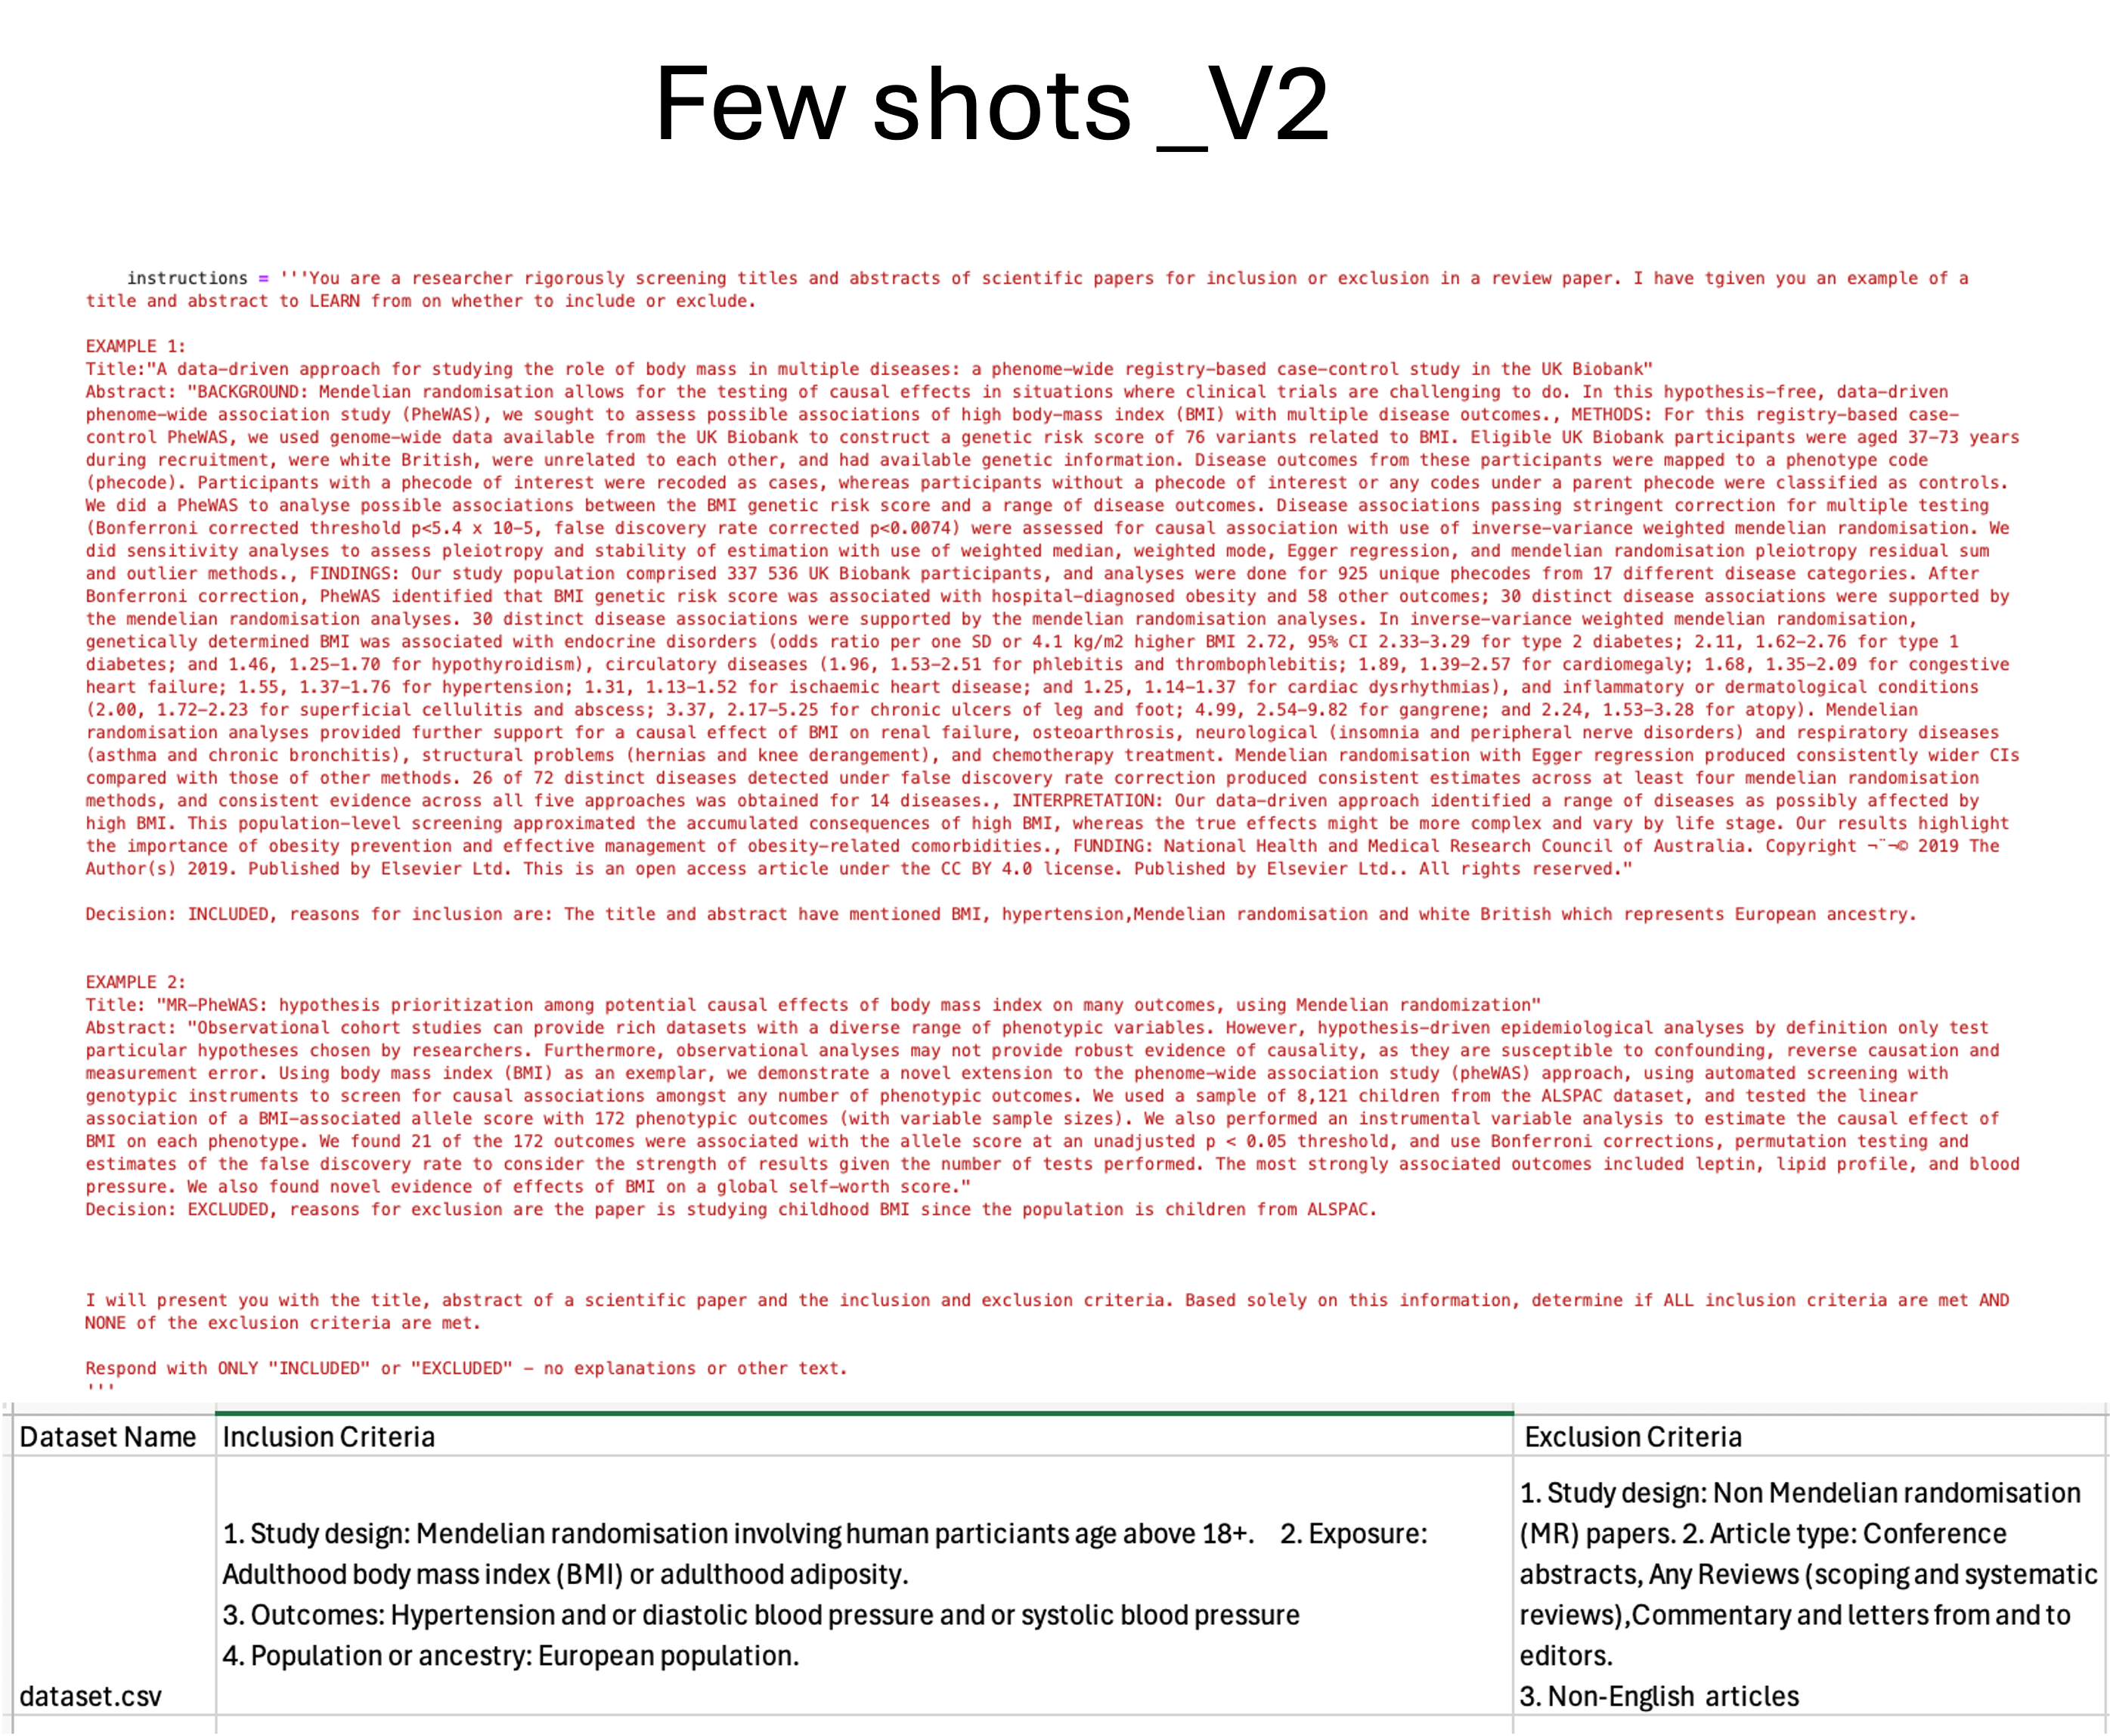 Few shots _V2
instructions = '''You are a researcher rigorously screening titles and abstracts of scientific papers for inclusion or exclusion in a review paper. I have tgiven you an example of a
title and abstract to LEARN from on whether to include or exclude.
EXAMPLE 1:
Title:"A data-driven approach for studying the role of body mass in multiple diseases: a phenome-wide registry-based case-control study in the UK Biobank"
Abstract: "BACKGROUND: Mendelian randomisation allows for the testing of causal effects in situations where clinical trials are challenging to do. In this hypothesis-free, data-driven
phenome-wide association study (PheWAS), we sought to assess possible associations of high body-mass index (BMI) with multiple disease outcomes., METHODS: For this registry-based case-
control PheWAS, we used genome-wide data available from the UK Biobank to construct a genetic risk score of 76 variants related to BMI. Eligible UK Biobank participants were aged 37-73 years
during recruitment, were white British, were unrelated to each other, and had available genetic information. Disease outcomes from these participants were mapped to a phenotype code
(phecode). Participants with a phecode of interest were recoded as cases, whereas participants without a phecode of interest or any codes under a parent phecode were classified as controls.
We did a PheWAS to analyse possible associations between the BMI genetic risk score and a range of disease outcomes. Disease associations passing stringent correction for multiple testing
(Bonferroni corrected threshold p<5.4 x 10-5, false discovery rate corrected p<0.0074) were assessed for causal association with use of inverse-variance weighted mendelian randomisation. We
did sensitivity analyses to assess pleiotropy and stability of estimation with use of weighted median, weighted mode, Egger regression, and mendelian randomisation pleiotropy residual sum
and outlier methods., FINDINGS: Our study population comprised 337 536 UK Biobank participants, and analyses were done for 925 unique phecodes from 17 different disease categories. After
Bonferroni correction, PheWAS identified that BMI genetic risk score was associated with hospital-diagnosed obesity and 58 other outcomes; 30 distinct disease associations were supported by
the mendelian randomisation analyses. 30 distinct disease associations were supported by the mendelian randomisation analyses. In inverse-variance weighted mendelian randomisation,
genetically determined BMI was associated with endocrine disorders (odds ratio per one SD or 4.1 kg/m2 higher BMI 2.72, 95% CI 2.33-3.29 for type 2 diabetes; 2.11, 1.62-2.76 for type 1
diabetes; and 1.46, 1.25-1.70 for hypothyroidism), circulatory diseases (1.96, 1.53-2.51 for phlebitis and thrombophlebitis; 1.89, 1.39-2.57 for cardiomegaly; 1.68, 1.35-2.09 for congestive
heart failure; 1.55, 1.37-1.76 for hypertension; 1.31, 1.13-1.52 for ischaemic heart disease; and 1.25, 1.14-1.37 for cardiac dysrhythmias), and inflammatory or dermatological conditions
(2.00, 1.72-2.23 for superficial cellulitis and abscess; 3.37, 2.17-5.25 for chronic ulcers of leg and foot; 4.99, 2.54-9.82 for gangrene; and 2.24, 1.53-3.28 for atopy). Mendelian
randomisation analyses provided further support for a causal effect of BMI on renal failure, osteoarthrosis, neurological (insomnia and peripheral nerve disorders) and respiratory diseases
(asthma and chronic bronchitis), structural problems (hernias and knee derangement), and chemotherapy treatment. Mendelian randomisation with Egger regression produced consistently wider CIs
compared with those of other methods. 26 of 72 distinct diseases detected under false discovery rate correction produced consistent estimates across at least four mendelian randomisation
methods, and consistent evidence across all five approaches was obtained for 14 diseases., INTERPRETATION: Our data-driven approach identified a range of diseases as possibly affected by
high BMI. This population-level screening approximated the accumulated consequences of high BMI, whereas the true effects might be more complex and vary by life stage. Our results highlight
the importance of obesity prevention and effective management of obesity-related comorbidities., FUNDING: National Health and Medical Research Council of Australia. Copyright ¬¨¬© 2019 The
Author(s) 2019. Published by Elsevier Ltd. This is an open access article under the CC BY 4.0 license. Published by Elsevier Ltd.. All rights reserved."
Decision: INCLUDED, reasons for inclusion are: The title and abstract have mentioned BMI, hypertension,Mendelian randomisation and white British which represents European ancestry.
EXAMPLE 2:
Title: "MR-PheWAS: hypothesis prioritization among potential causal effects of body mass index on many outcomes, using Mendelian randomization"
Abstract: "Observational cohort studies can provide rich datasets with a diverse range of phenotypic variables. However, hypothesis-driven epidemiological analyses by definition only test
particular hypotheses chosen by researchers. Furthermore, observational analyses may not provide robust evidence of causality, as they are susceptible to confounding, reverse causation and
measurement error. Using body mass index (BMI) as an exemplar, we demonstrate a novel extension to the phenome-wide association study (pheWAS) approach, using automated screening with
genotypic instruments to screen for causal associations amongst any number of phenotypic outcomes. We used a sample of 8,121 children from the ALSPAC dataset, and tested the linear
association of a BMI-associated allele score with 172 phenotypic outcomes (with variable sample sizes). We also performed an instrumental variable analysis to estimate the causal effect of
BMI on each phenotype. We found 21 of the 172 outcomes were associated with the allele score at an unadjusted p < 0.05 threshold, and use Bonferroni corrections, permutation testing and
estimates of the false discovery rate to consider the strength of results given the number of tests performed. The most strongly associated outcomes included leptin, lipid profile, and blood
pressure. We also found novel evidence of effects of BMI on a global self-worth score."
Decision: EXCLUDED, reasons for exclusion are the paper is studying childhood BMI since the population is children from ALSPAC.
I will present you with the title, abstract of a scientific paper and the inclusion and exclusion criteria. Based solely on this information, determine if ALL inclusion criteria are met AND
NONE of the exclusion criteria are met.
Respond with ONLY "INCLUDED" or "EXCLUDED" – no explanations or other text.
'''
Dataset Name Inclusion Criteria Exclusion Criteria
dataset.csv
1. Study design: Mendelian randomisation involving human particiants age above 18+. 2. Exposure:
Adulthood body mass index (BMI) or adulthood adiposity.
3. Outcomes: Hypertension and or diastolic blood pressure and or systolic blood pressure
4. Population or ancestry: European population.
1. Study design: Non Mendelian randomisation
(MR) papers. 2. Article type: Conference
abstracts, Any Reviews (scoping and systematic
reviews),Commentary and letters from and to
editors.
3. Non-English articles